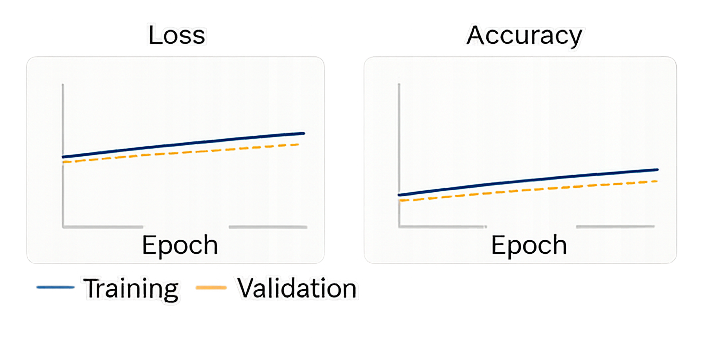 Loss
Accuracy
Epoch
Epoch
Training
Validation